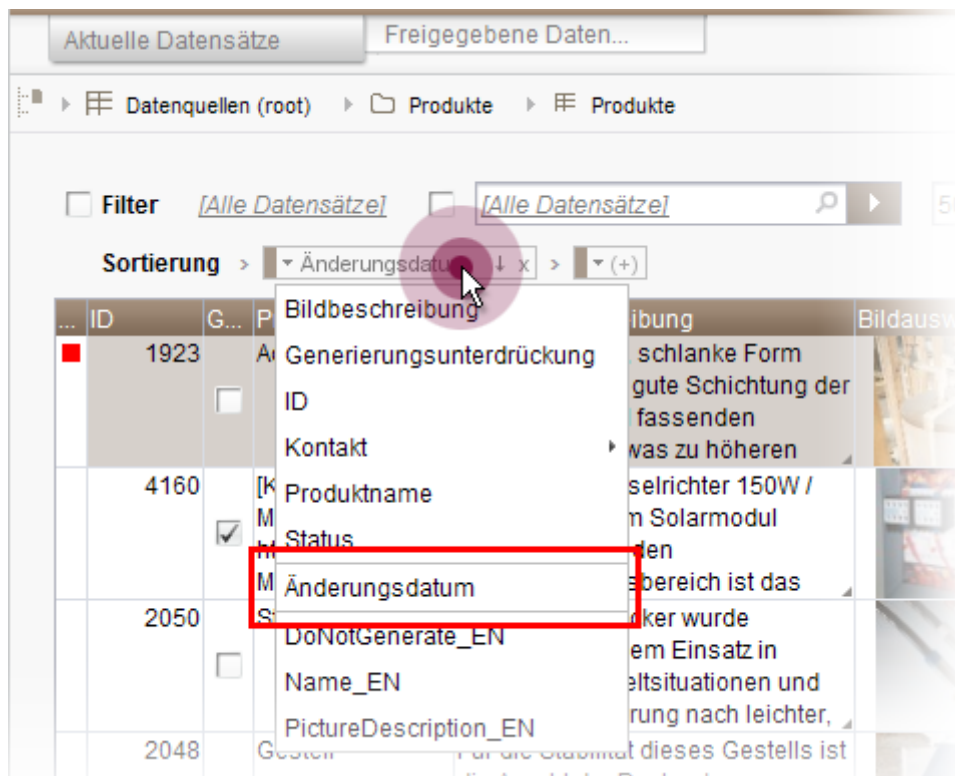 Aktuelle Datensätze
Freigegebene Daten...
Datenquellen (root) Produkte Produkte
Filter [Alle Datensätze] [Alle Datensätze]
Sortierung > Änderungsdatu ↓ x > (+)
... ID G... P ibung Bildausw
Bildbeschreibung
Generierungsunterdrückung
ID
Kontakt
Produktname
Status
Änderungsdatum
DoNotGenerate_EN
Name_EN
PictureDescription_EN
1923
schlanke Form
gute Schichtung der
fassenden
was zu höheren
4160 [K
selrichter 150W /
M
m Solarmodul
den
M
sbereich ist das
2050
cker wurde
em Einsatz in
eltsituationen und
rung nach leichter,
2048 Gestell
Für die Stabilität dieses Gestells ist